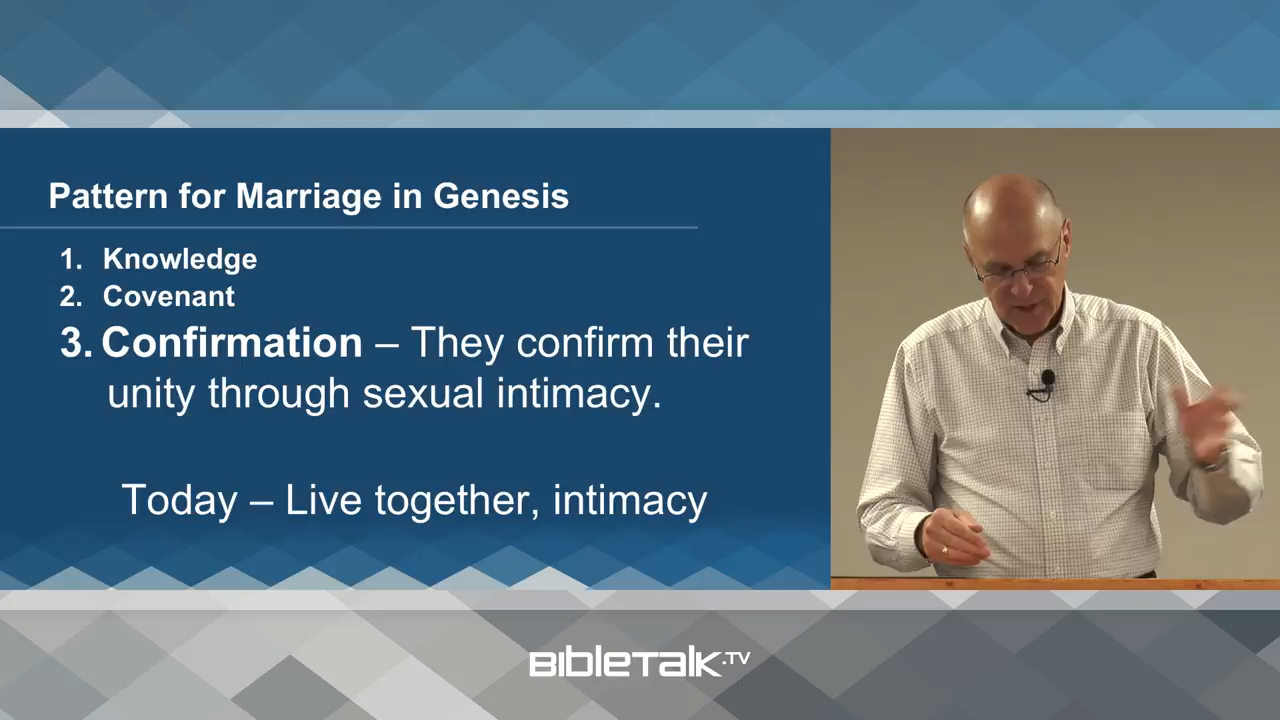 Pattern for Marriage in Genesis
1. Knowledge
2. Covenant
3. Confirmation – They confirm their
unity through sexual intimacy.
Today – Live together, intimacy
BIBLETALK.TV